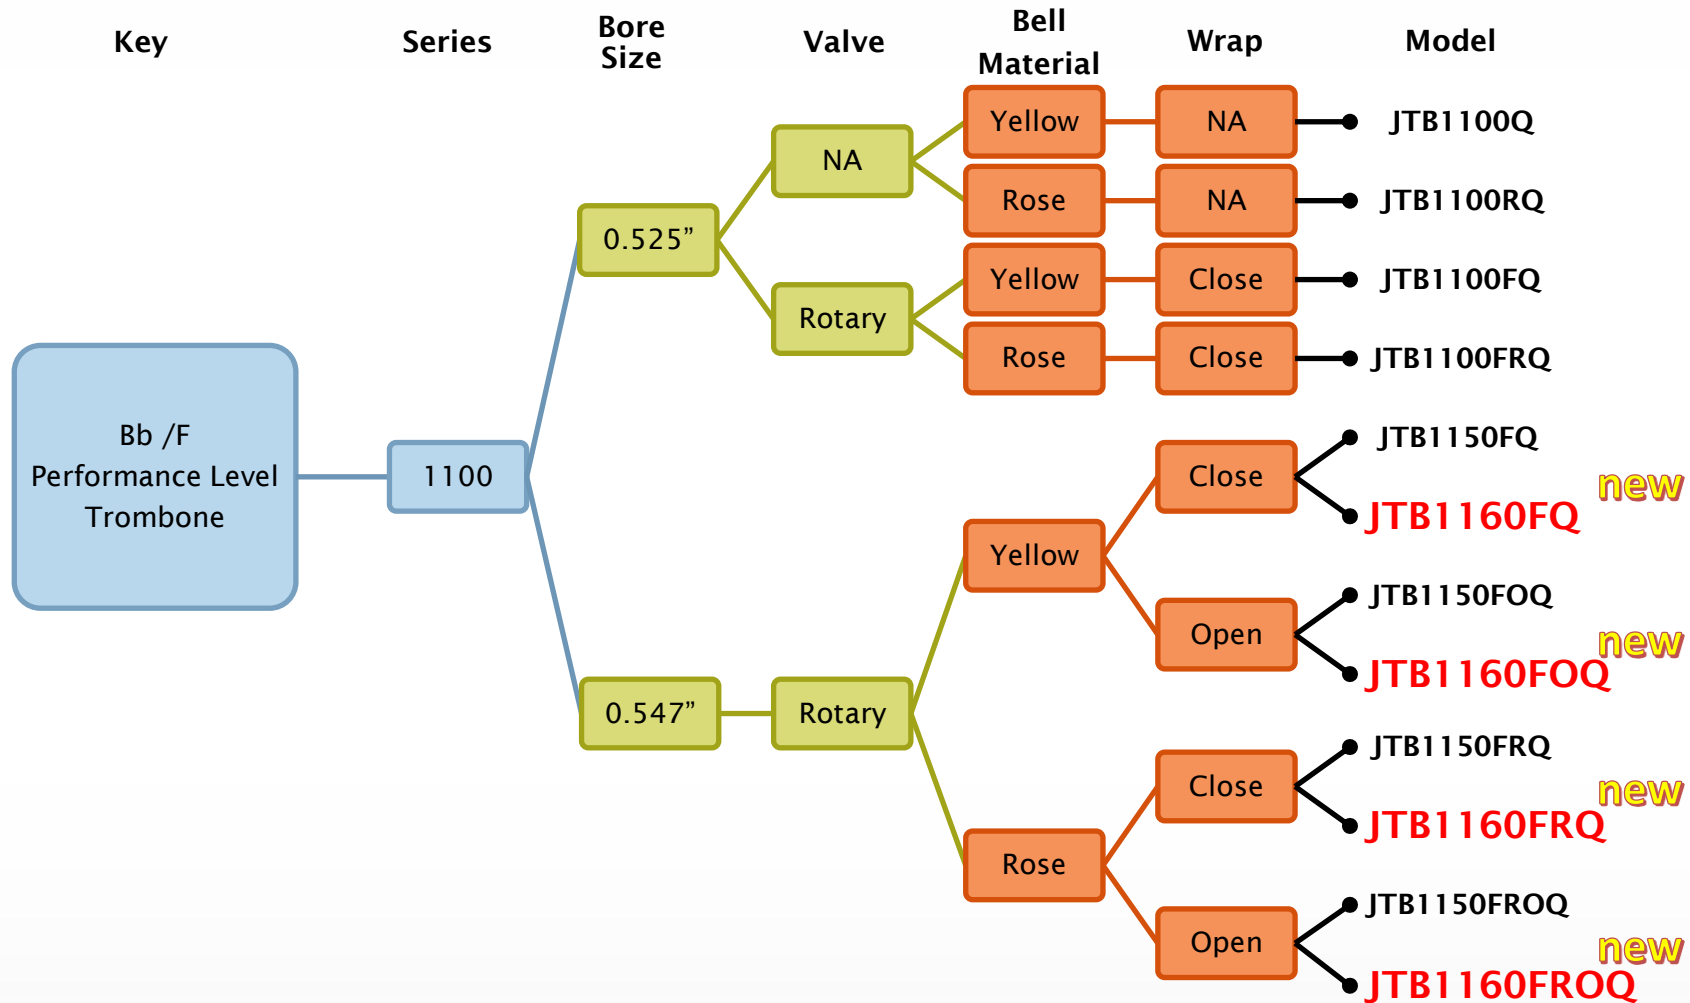 Key
Series
Bore
Size
Valve
Bell
Material
Wrap
Model
Bb /F
Performance Level
Trombone
1100
0.525”
NA
Yellow
NA
JTB1100Q
Rose
NA
JTB1100RQ
Rotary
Yellow
Close
JTB1100FQ
Rose
Close
JTB1100FRQ
0.547”
Rotary
Yellow
Close
JTB1150FQ
new
JTB1160FQ
Open
JTB1150FOQ
new
JTB1160FOQ
Rose
Close
JTB1150FRQ
new
JTB1160FRQ
Open
JTB1150FROQ
new
JTB1160FROQ